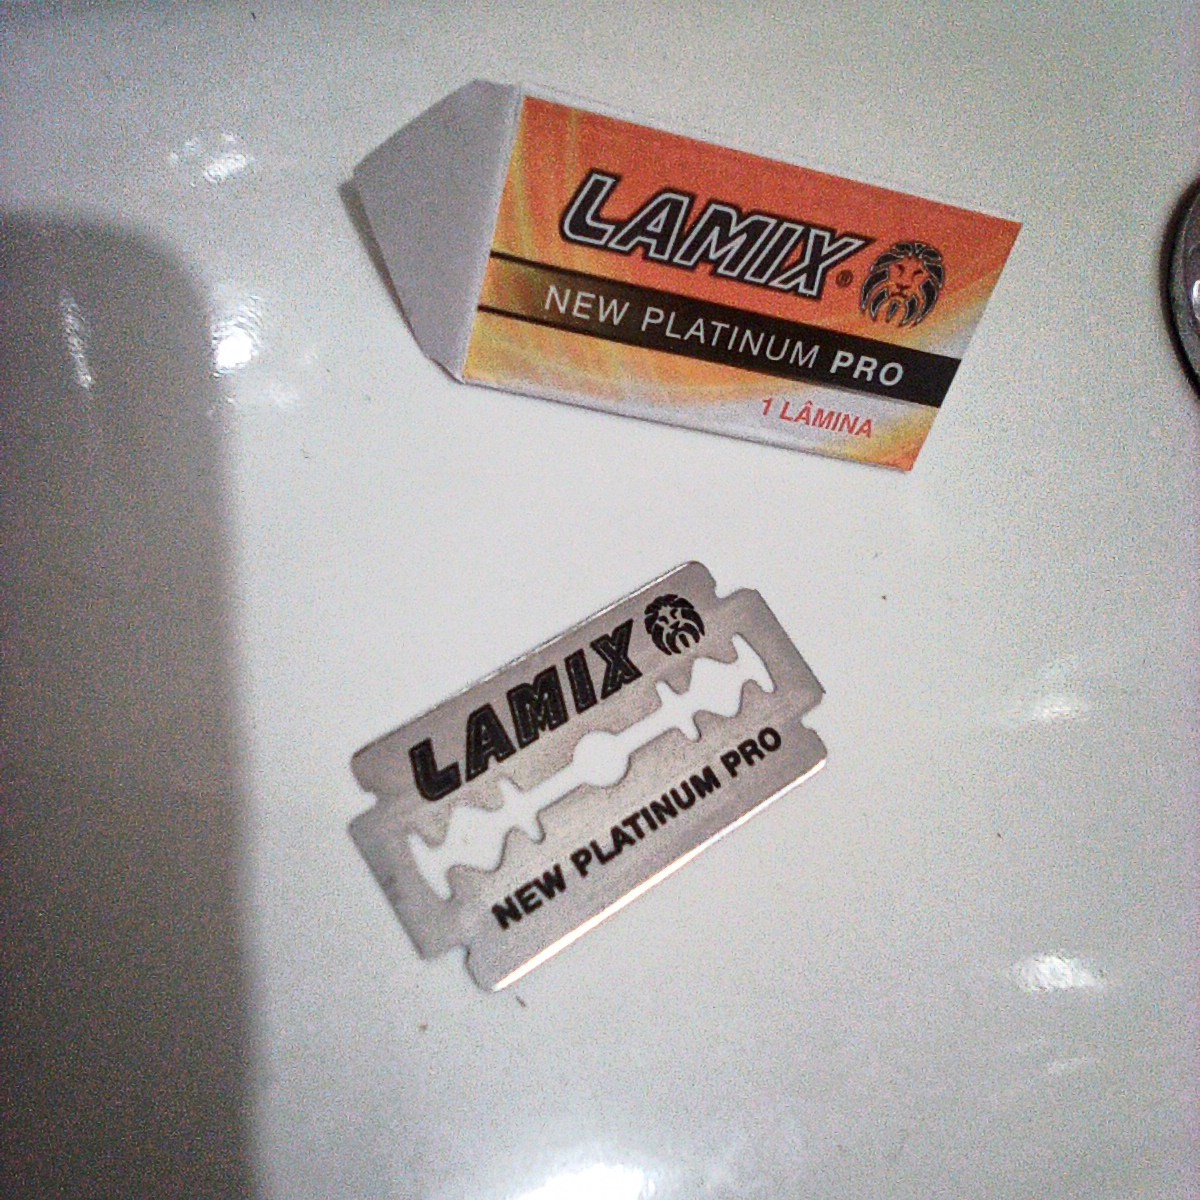 LAMIX®
NEW PLATINUM PRO
1 LÂMINA
LAMIX
NEW PLATINUM PRO